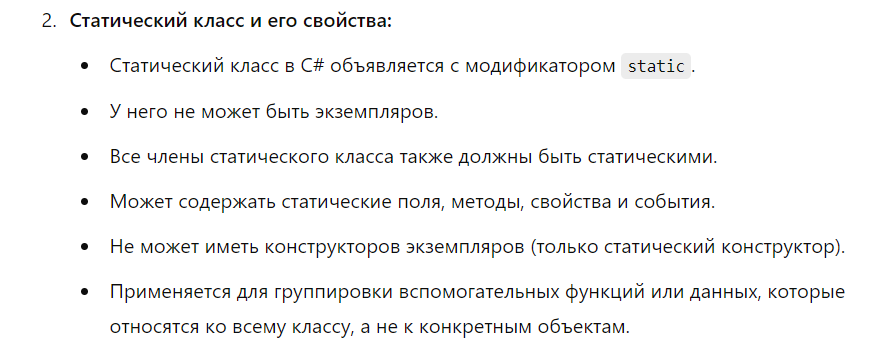 2. Статический класс и его свойства:
• Статический класс в C# объявляется с модификатором static.
• У него не может быть экземпляров.
• Все члены статического класса также должны быть статическими.
• Может содержать статические поля, методы, свойства и события.
• Не может иметь конструкторов экземпляров (только статический конструктор).
• Применяется для группировки вспомогательных функций или данных, которые
относятся ко всему классу, а не к конкретным объектам.